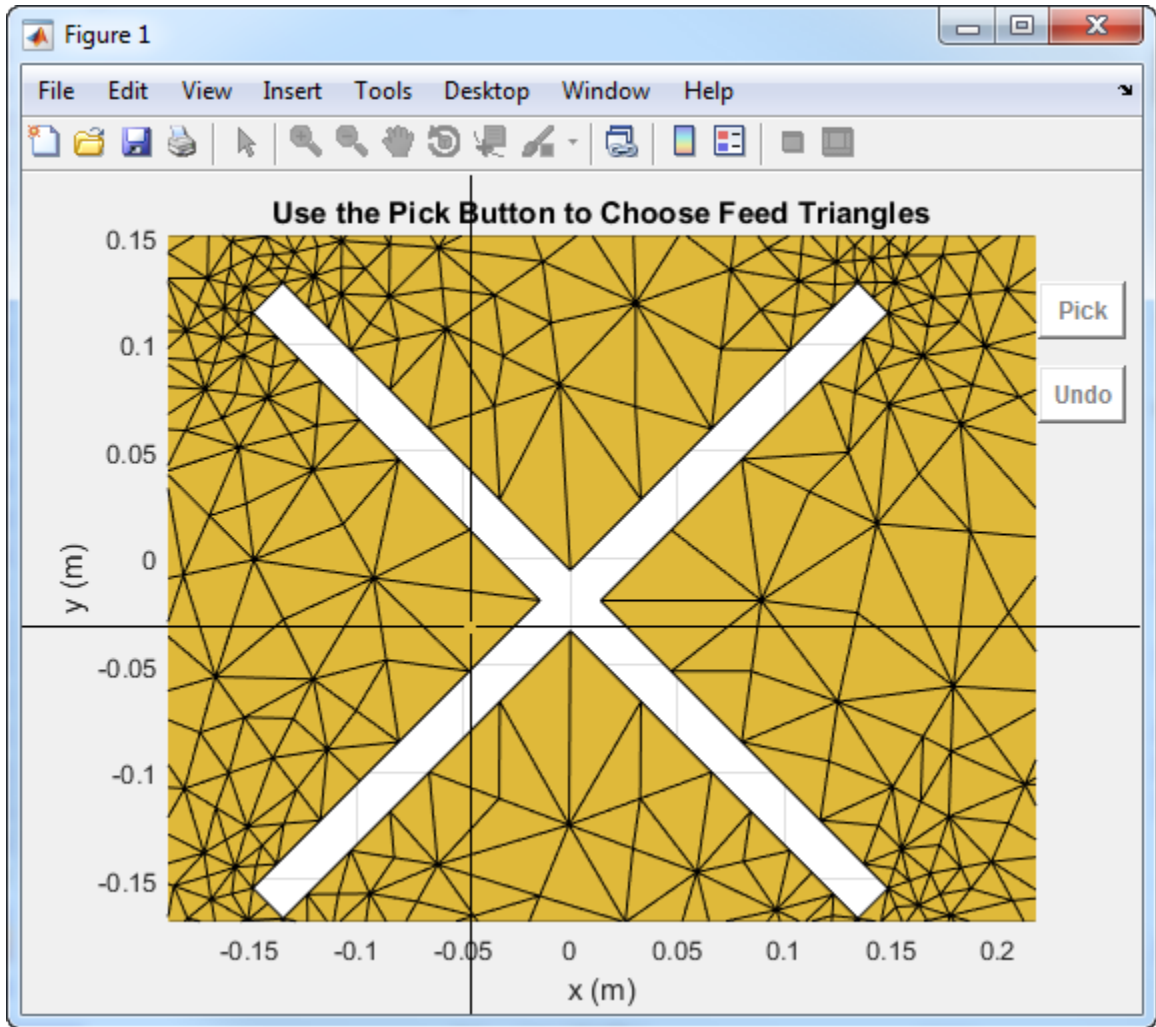 Figure 1
File Edit View Insert Tools Desktop Window Help
Use the Pick Button to Choose Feed Triangles
0.15
0.1
0.05
0
-0.05
-0.1
-0.15
y (m)
-0.15 -0.1 -0.05 0 0.05 0.1 0.15 0.2
x (m)
Pick
Undo